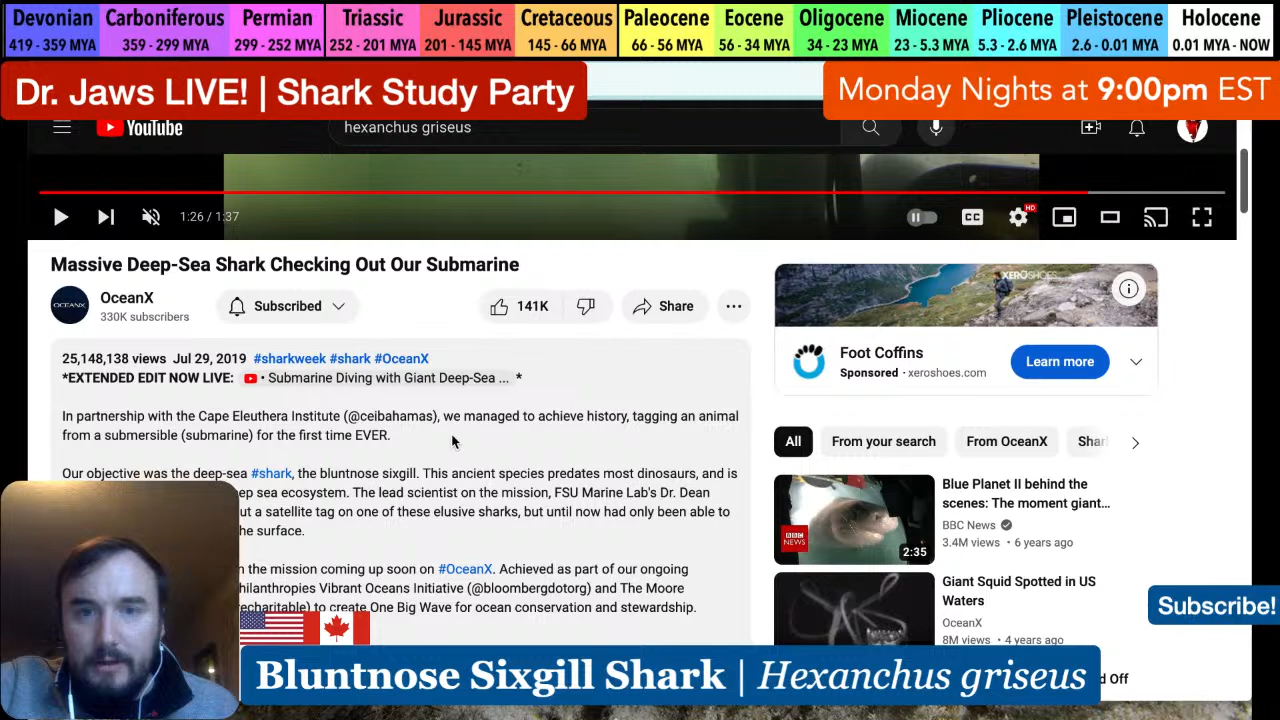 Devonian Carboniferous Permian Triassic Jurassic Cretaceous Paleocene Eocene Oligocene Miocene Pliocene Pleistocene Holocene
419 - 359 MYA 359 - 299 MYA 299 - 252 MYA 252 - 201 MYA 201 - 145 MYA 145 - 66 MYA 66 - 56 MYA 56 - 34 MYA 34 - 23 MYA 23 - 5.3 MYA 5.3 - 2.6 MYA 2.6 - 0.01 MYA 0.01 MYA - NOW
Dr. Jaws LIVE! | Shark Study Party
Monday Nights at 9:00pm EST
YouTube
hexanchus griseus
1:26 / 1:37
CC
HD
Massive Deep-Sea Shark Checking Out Our Submarine
OCEANX
OceanX
330K subscribers
Subscribed
141K
Share
25,148,138 views Jul 29, 2019 #sharkweek #shark #OceanX
*EXTENDED EDIT NOW LIVE: • Submarine Diving with Giant Deep-Sea ... *
In partnership with the Cape Eleuthera Institute (@ceibahamas), we managed to achieve history, tagging an animal
from a submersible (submarine) for the first time EVER.
Our objective was the deep-sea #shark, the bluntnose sixgill. This ancient species predates most dinosaurs, and is
ep sea ecosystem. The lead scientist on the mission, FSU Marine Lab's Dr. Dean
ut a satellite tag on one of these elusive sharks, but until now had only been able to
he surface.
n the mission coming up soon on #OceanX. Achieved as part of our ongoing
hilanthropies Vibrant Oceans Initiative (@bloombergdotorg) and The Moore
recharitable) to create One Big Wave for ocean conservation and stewardship.
XEROSHOES
Foot Coffins
Sponsored · xeroshoes.com
Learn more
All
From your search
From OceanX
Shar
Blue Planet II behind the
scenes: The moment giant...
BBC News
3.4M views • 6 years ago
BBC
NEWS
2:35
Giant Squid Spotted in US
Waters
OceanX
8M views • 4 years ago
Subscribe!
d Off
Bluntnose Sixgill Shark | Hexanchus griseus